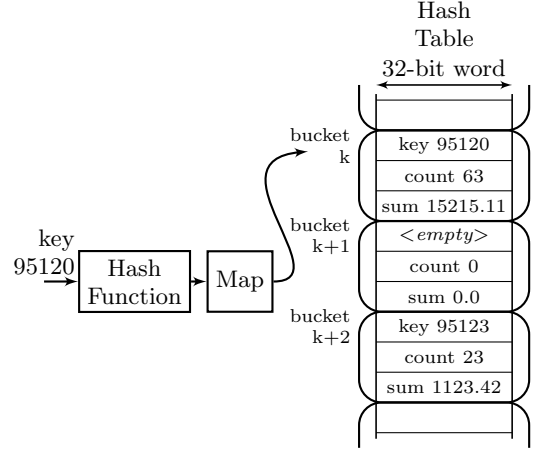 Hash
Table
32-bit word
bucket
k
key 95120
count 63
sum 15215.11
bucket
k+1
<empty>
count 0
sum 0.0
bucket
k+2
key 95123
count 23
sum 1123.42
key
95120
Hash
Function
Map